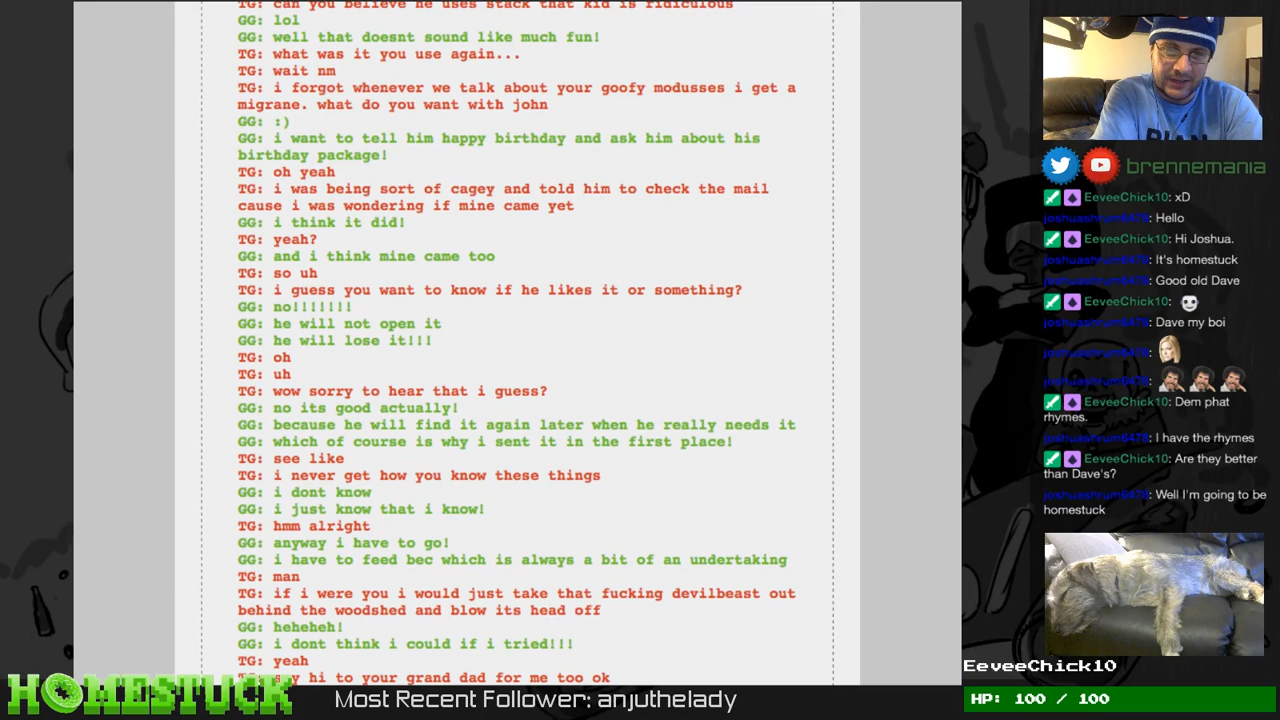 TG: can you believe he uses stack that kid is ridiculous
GG: lol
GG: well that doesnt sound like much fun!
TG: what was it you use again...
TG: wait nm
TG: i forgot whenever we talk about your goofy modusses i get a
migrane. what do you want with john
GG: :)
GG: i want to tell him happy birthday and ask him about his
birthday package!
TG: oh yeah
TG: i was being sort of cagey and told him to check the mail
cause i was wondering if mine came yet
GG: i think it did!
TG: yeah?
GG: and i think mine came too
TG: so uh
TG: i guess you want to know if he likes it or something?
GG: no!!!!!!!
GG: he will not open it
GG: he will lose it!!!
TG: oh
TG: uh
TG: wow sorry to hear that i guess?
GG: no its good actually!
GG: because he will find it again later when he really needs it
GG: which of course is why i sent it in the first place!
TG: see like
TG: i never get how you know these things
GG: i dont know
GG: i just know that i know!
TG: hmm alright
GG: anyway i have to go!
GG: i have to feed bec which is always a bit of an undertaking
TG: man
TG: if i were you i would just take that fucking devilbeast out
behind the woodshed and blow its head off
GG: heheheh!
GG: i dont think i could if i tried!!!
TG: yeah
hi to your grand dad for me too ok
HOMESTUCK
Most Recent Follower: anjuthelady
brennemania
EeveeChick10: xD
joshuashrum6478: Hello
EeveeChick10: Hi Joshua.
joshuashrum6478: It's homestuck
joshuashrum6478: Good old Dave
EeveeChick10:
joshuashrum6478: Dave my boi
joshuashrum6478:
joshuashrum6478:
EeveeChick10: Dem phat
rhymes.
joshuashrum6478: I have the rhymes
EeveeChick10: Are they better
than Dave's?
joshuashrum6478: Well I'm going to be
homestuck
EeveeChick10
HP: 100 / 100